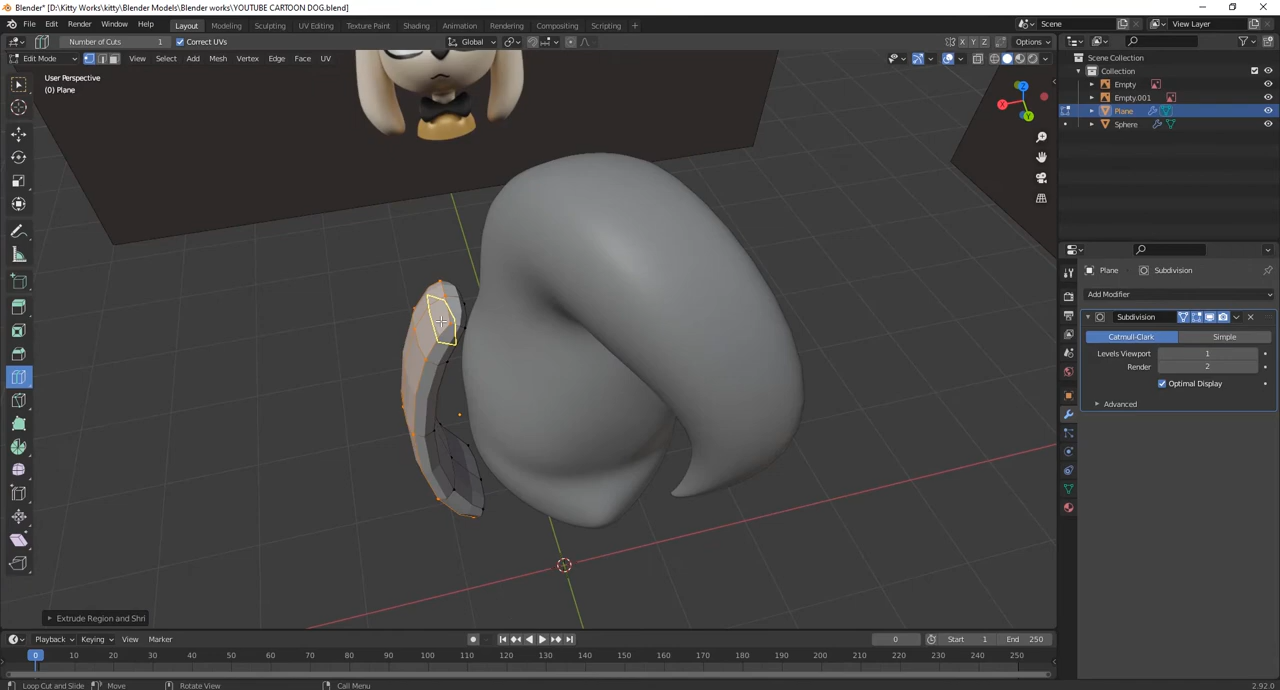 Blender* [D:\Kitty Works\kitty\Blender Models\Blender works\YOUTUBE CARTOON DOG.blend]
File Edit Render Window Help Layout Modeling Sculpting UV Editing Texture Paint Shading Animation Rendering Compositing Scripting + Scene View Layer
Number of Cuts 1 Correct UVs Global X Y Z Options
Edit Mode View Select Add Mesh Vertex Edge Face UV
User Perspective
(0) Plane
Scene Collection
Collection
Empty
Empty.001
Plane
Sphere
Plane Subdivision
Add Modifier
Subdivision
Catmull-Clark Simple
Levels Viewport 1
Render 2
Optimal Display
Advanced
X Y Z
Extrude Region and Shri
Playback Keying View Marker 0 Start 1 End 250
0 10 20 30 40 50 60 70 80 90 100 110 120 130 140 150 160 170 180 190 200 210 220 230 240 250
Loop Cut and Slide Move Rotate View Call Menu 2.92.0